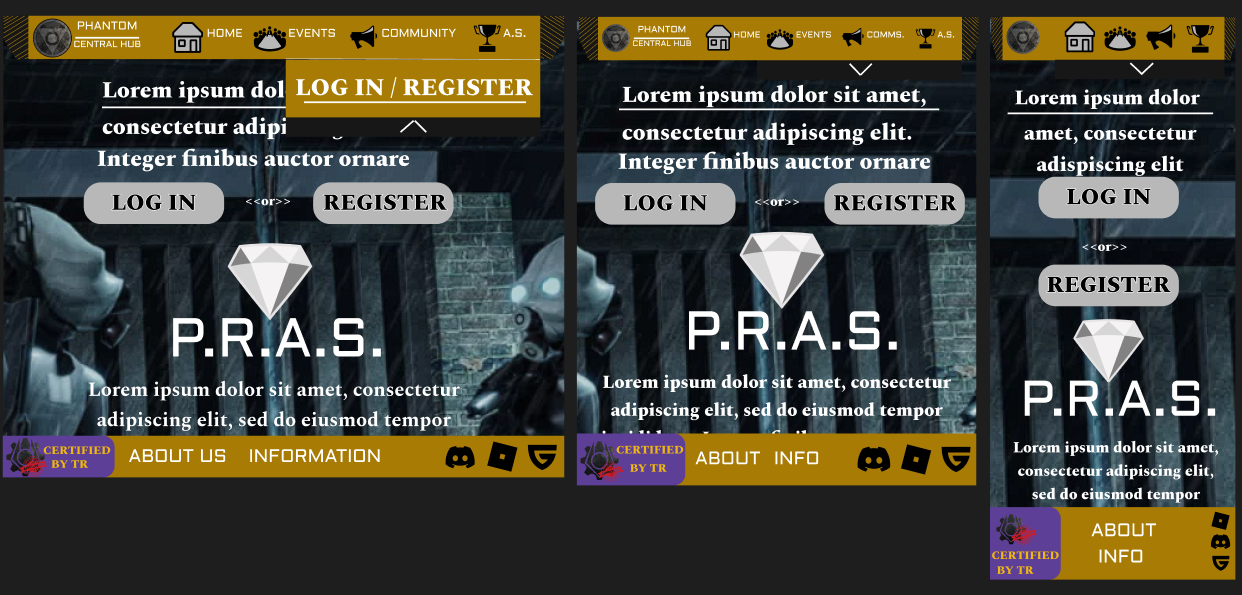 PHANTOM
CENTRAL HUB
HOME
EVENTS
COMMUNITY
A.S.
LOG IN / REGISTER
Lorem ipsum dol
consectetur adipi
Integer finibus auctor ornare
LOG IN
<<or>>
REGISTER
P.R.A.S.
Lorem ipsum dolor sit amet, consectetur
adipiscing elit, sed do eiusmod tempor
CERTIFIED
BY TR
ABOUT US
INFORMATION
PHANTOM
CENTRAL HUB
HOME
EVENTS
COMMS.
A.S.
Lorem ipsum dolor sit amet,
consectetur adipiscing elit.
Integer finibus auctor ornare
LOG IN
<<or>>
REGISTER
P.R.A.S.
Lorem ipsum dolor sit amet, consectetur
adipiscing elit, sed do eiusmod tempor
CERTIFIED
BY TR
ABOUT
INFO
Lorem ipsum dolor
amet, consectetur
adispiscing elit
LOG IN
<<or>>
REGISTER
P.R.A.S.
Lorem ipsum dolor sit amet,
consectetur adipiscing elit,
sed do eiusmod tempor
CERTIFIED
BY TR
ABOUT
INFO